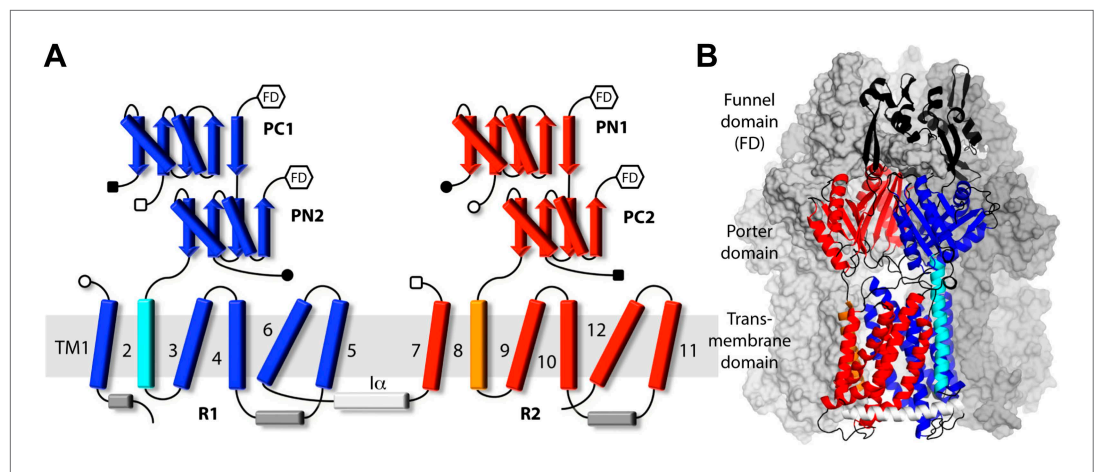 A
B
FD
PC1
FD
PN2
FD
PN1
FD
PC2
TM1
2
3
4
6
5
Iα
R1
7
8
9
10
12
11
R2
Funnel
domain
(FD)
Porter
domain
Trans-
membrane
domain